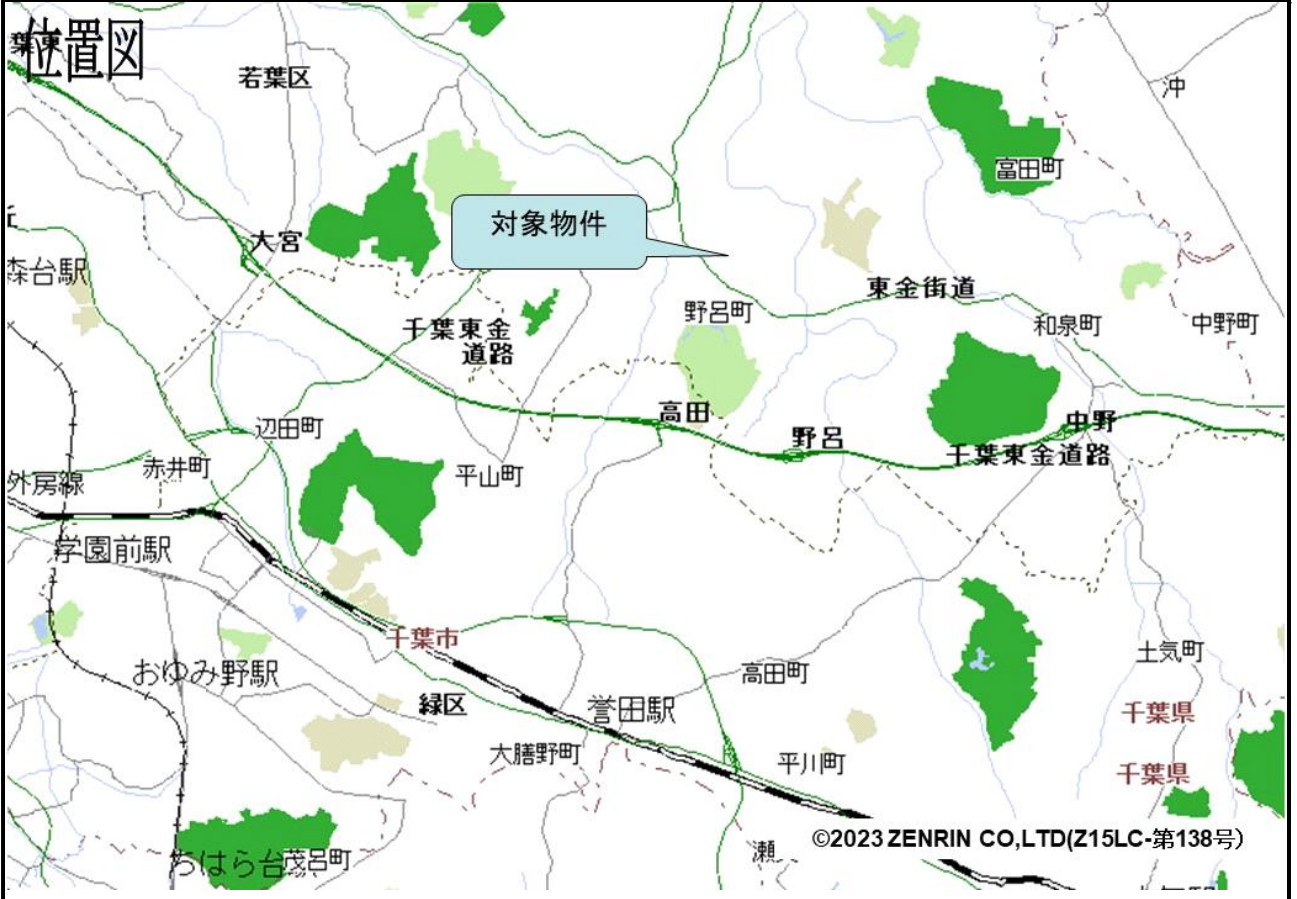 位置図
若葉区
沖
富田町
対象物件
大宮
森台駅
東金街道
野呂町
和泉町
中野町
千葉東金
道路
高田
中野
辺田町
野呂
千葉東金道路
赤井町
平山町
外房線
学園前駅
千葉市
土気町
おゆみ野駅
高田町
緑区
誉田駅
千葉県
大膳野町
平川町
千葉県
©2023 ZENRIN CO,LTD(Z15LC-第138号)
瀬
ちはら台
茂呂町